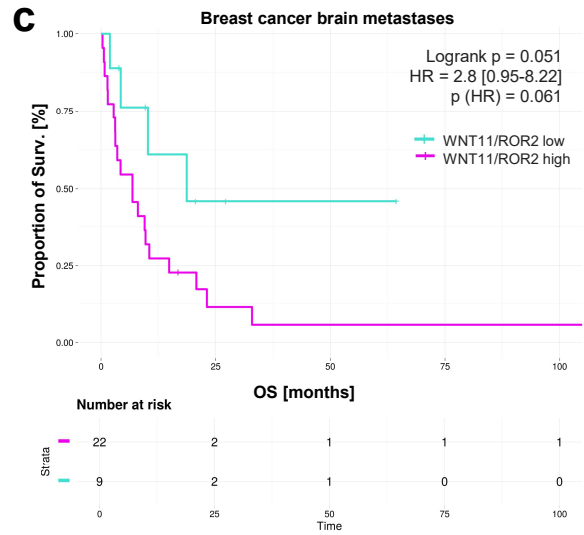 C
Breast cancer brain metastases
Logrank p = 0.051
HR = 2.8 [0.95-8.22]
p (HR) = 0.061
WNT11/ROR2 low
WNT11/ROR2 high
Proportion of Surv. [%]
1.00
0.75
0.50
0.25
0.00
0 25 50 75 100
OS [months]
Number at risk
Strata
22 2 1 1 1
9 2 1 0 0
0 25 50 75 100
Time